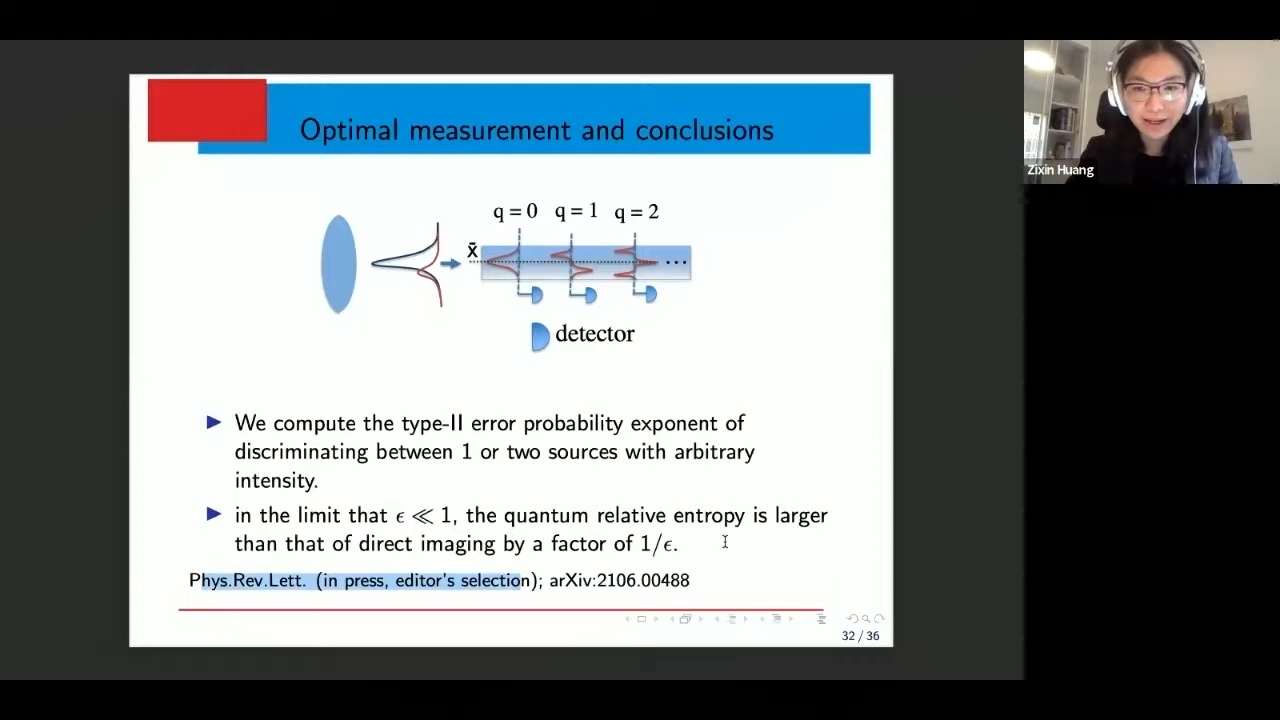 Optimal measurement and conclusions
q = 0 q = 1 q = 2
x̄
detector
We compute the type-II error probability exponent of
discriminating between 1 or two sources with arbitrary
intensity.
in the limit that ϵ ≪ 1, the quantum relative entropy is larger
than that of direct imaging by a factor of 1/ϵ.
Phys.Rev.Lett. (in press, editor's selection); arXiv:2106.00488
32 / 36
Zixin Huang